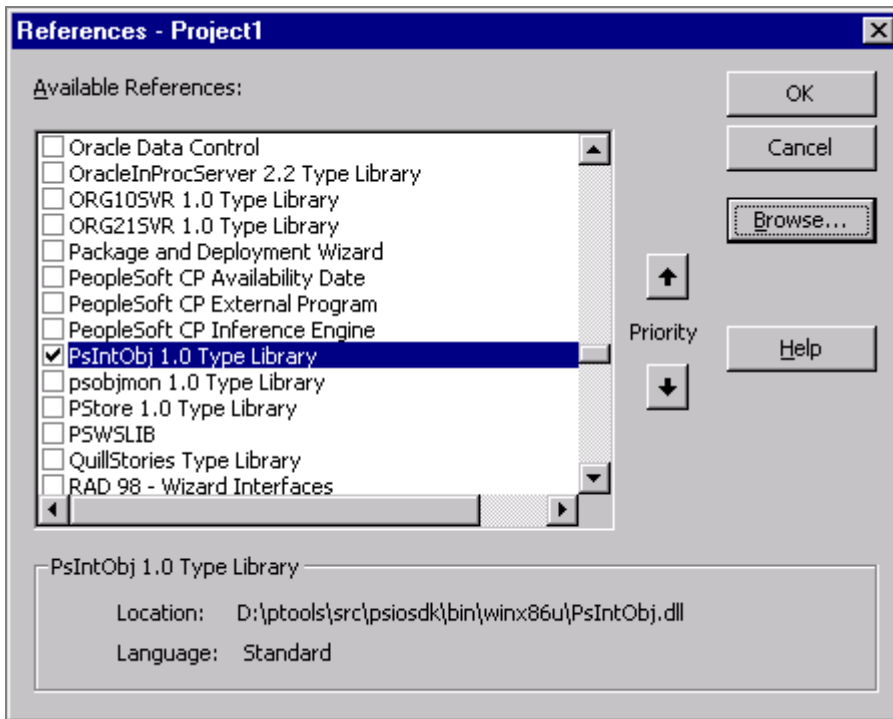 References - Project1
Available References:
Oracle Data Control
OracleInProcServer 2.2 Type Library
ORG10SVR 1.0 Type Library
ORG21SVR 1.0 Type Library
Package and Deployment Wizard
PeopleSoft CP Availability Date
PeopleSoft CP External Program
PeopleSoft CP Inference Engine
PsIntObj 1.0 Type Library
psobjmon 1.0 Type Library
PStore 1.0 Type Library
PSWSLIB
QuillStories Type Library
RAD 98 - Wizard Interfaces
Priority
OK
Cancel
Browse...
Help
PsIntObj 1.0 Type Library
Location: D:\ptools\src\psiosdk\bin\winx86u\PsIntObj.dll
Language: Standard